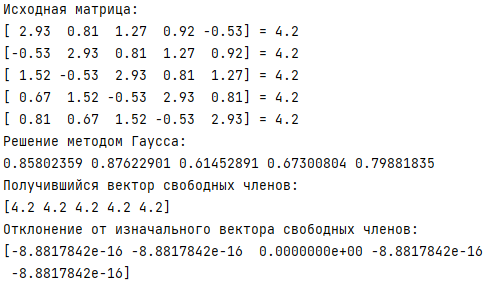 Исходная матрица:
[ 2.93  0.81  1.27  0.92 -0.53] = 4.2
[-0.53  2.93  0.81  1.27  0.92] = 4.2
[ 1.52 -0.53  2.93  0.81  1.27] = 4.2
[ 0.67  1.52 -0.53  2.93  0.81] = 4.2
[ 0.81  0.67  1.52 -0.53  2.93] = 4.2
Решение методом Гаусса:
0.85802359 0.87622901 0.61452891 0.67300804 0.79881835
Получившийся вектор свободных членов:
[4.2 4.2 4.2 4.2 4.2]
Отклонение от изначального вектора свободных членов:
[-8.8817842e-16 -8.8817842e-16  0.0000000e+00 -8.8817842e-16
 -8.8817842e-16]